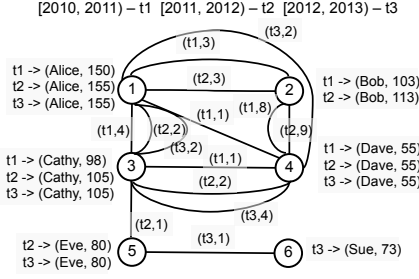 [2010, 2011) – t1 [2011, 2012) – t2 [2012, 2013) – t3
(t1,3)
(t3,2)
t1 -> (Alice, 150)
t2 -> (Alice, 155)
t3 -> (Alice, 155)
1
(t2,3)
2
t1 -> (Bob, 103)
t2 -> (Bob, 113)
(t1,1)
(t1,8)
(t1,4)
(t2,2)
(t3,2)
(t2,9)
t1 -> (Cathy, 98)
t2 -> (Cathy, 105)
t3 -> (Cathy, 105)
3
(t1,1)
4
t1 -> (Dave, 55)
t2 -> (Dave, 55)
t3 -> (Dave, 55)
(t2,2)
(t3,4)
(t2,1)
t2 -> (Eve, 80)
t3 -> (Eve, 80)
5
(t3,1)
6
t3 -> (Sue, 73)